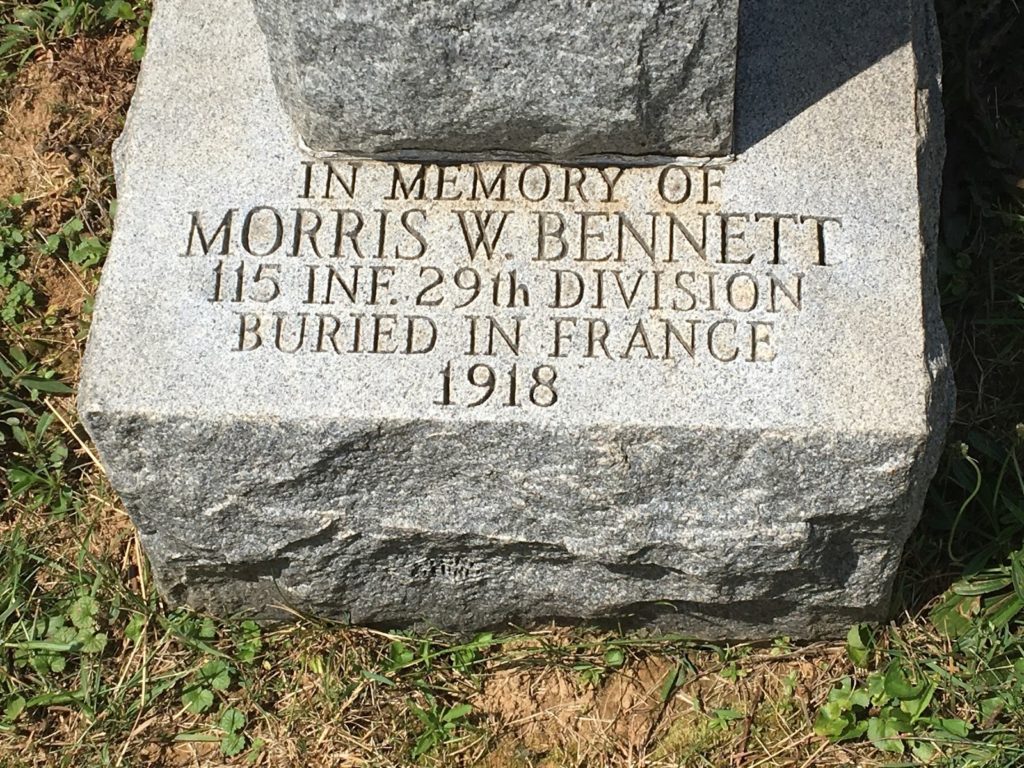 IN MEMORY OF
MORRIS W. BENNETT
115 INF. 29th DIVISION
BURIED IN FRANCE
1918